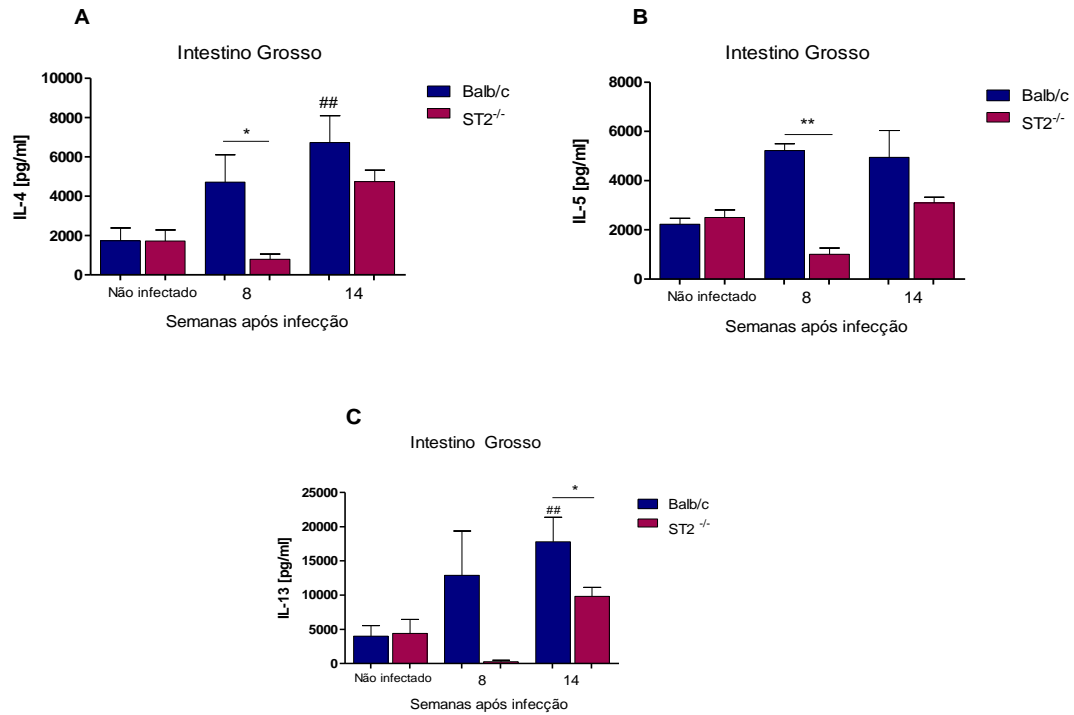 A
Intestino Grosso
10000
8000
6000
4000
2000
0
IL-4 [pg/ml]
*
##
Não infectado 8 14
Semanas após infecção
Balb/c
ST2-/-
B
Intestino Grosso
8000
6000
4000
2000
0
IL-5 [pg/ml]
**
Não infectado 8 14
Semanas após infecção
Balb/c
ST2-/-
C
Intestino Grosso
25000
20000
15000
10000
5000
0
IL-13 [pg/ml]
*
##
Não infectado 8 14
Semanas após infecção
Balb/c
ST2 -/-